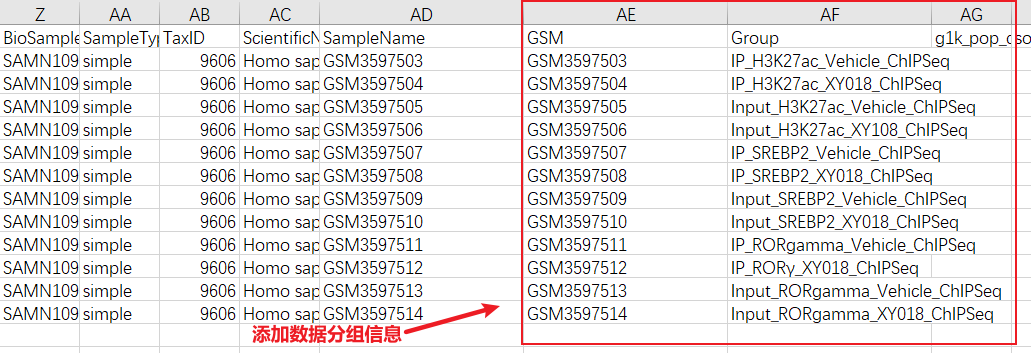 Z AA AB AC AD AE AF AG
BioSample SampleTyp TaxID ScientificN SampleName GSM Group g1k_pop_
SAMN109 simple 9606 Homo sap GSM3597503 GSM3597503 IP_H3K27ac_Vehicle_ChIPSeq
SAMN109 simple 9606 Homo sap GSM3597504 GSM3597504 IP_H3K27ac_XY018_ChIPSeq
SAMN109 simple 9606 Homo sap GSM3597505 GSM3597505 Input_H3K27ac_Vehicle_ChIPSeq
SAMN109 simple 9606 Homo sap GSM3597506 GSM3597506 Input_H3K27ac_XY108_ChIPSeq
SAMN109 simple 9606 Homo sap GSM3597507 GSM3597507 IP_SREBP2_Vehicle_ChIPSeq
SAMN109 simple 9606 Homo sap GSM3597508 GSM3597508 IP_SREBP2_XY018_ChIPSeq
SAMN109 simple 9606 Homo sap GSM3597509 GSM3597509 Input_SREBP2_Vehicle_ChIPSeq
SAMN109 simple 9606 Homo sap GSM3597510 GSM3597510 Input_SREBP2_XY018_ChIPSeq
SAMN109 simple 9606 Homo sap GSM3597511 GSM3597511 IP_RORgamma_Vehicle_ChIPSeq
SAMN109 simple 9606 Homo sap GSM3597512 GSM3597512 IP_RORγ_XY018_ChIPSeq
SAMN109 simple 9606 Homo sap GSM3597513 GSM3597513 Input_RORgamma_Vehicle_ChIPSeq
SAMN109 simple 9606 Homo sap GSM3597514 GSM3597514 Input_RORgamma_XY018_ChIPSeq
添加数据分组信息